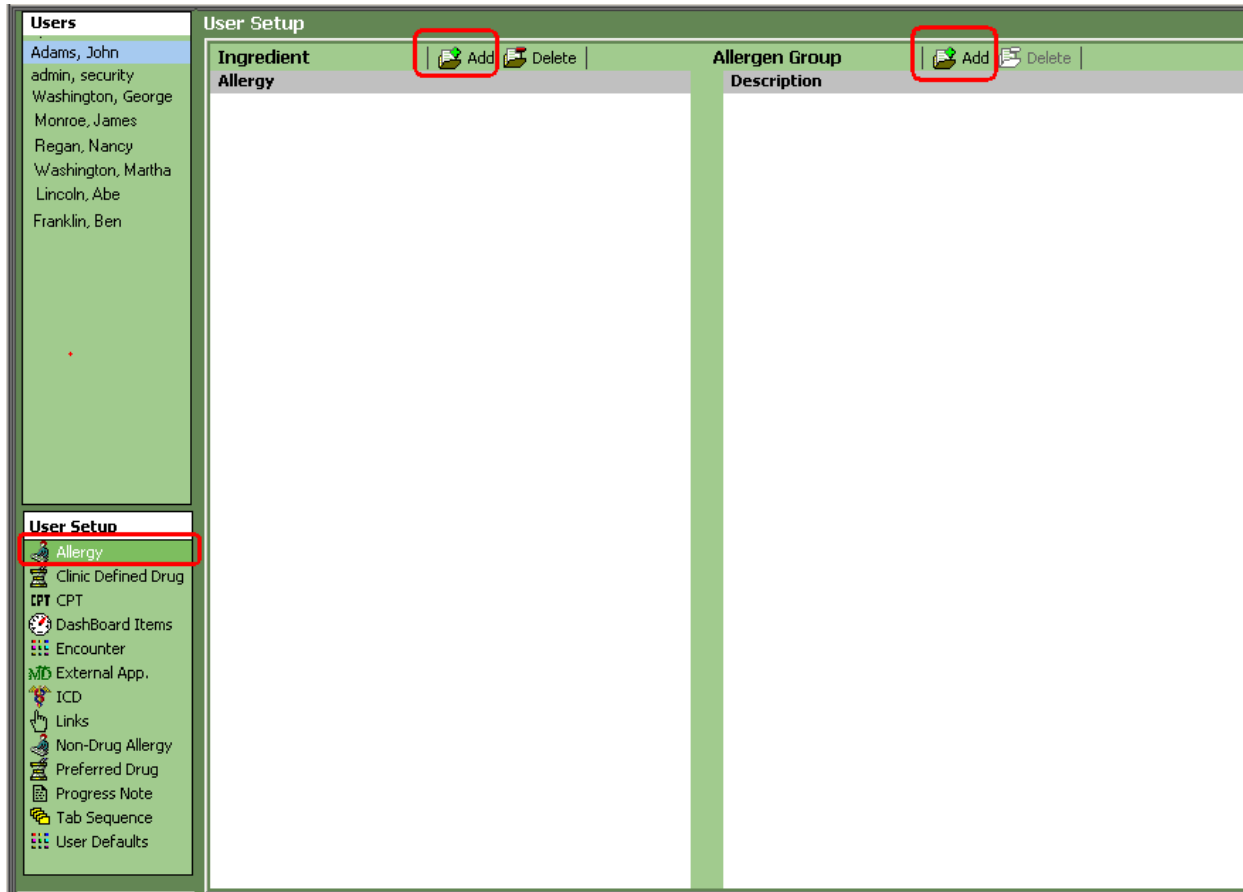 Users
Adams, John
admin, security
Washington, George
Monroe, James
Regan, Nancy
Washington, Martha
Lincoln, Abe
Franklin, Ben
User Setup
Allergy
Clinic Defined Drug
CPT CPT
DashBoard Items
Encounter
MD External App.
ICD
Links
Non-Drug Allergy
Preferred Drug
Progress Note
Tab Sequence
User Defaults
User Setup
Ingredient Add Delete
Allergy
Allergen Group Add Delete
Description